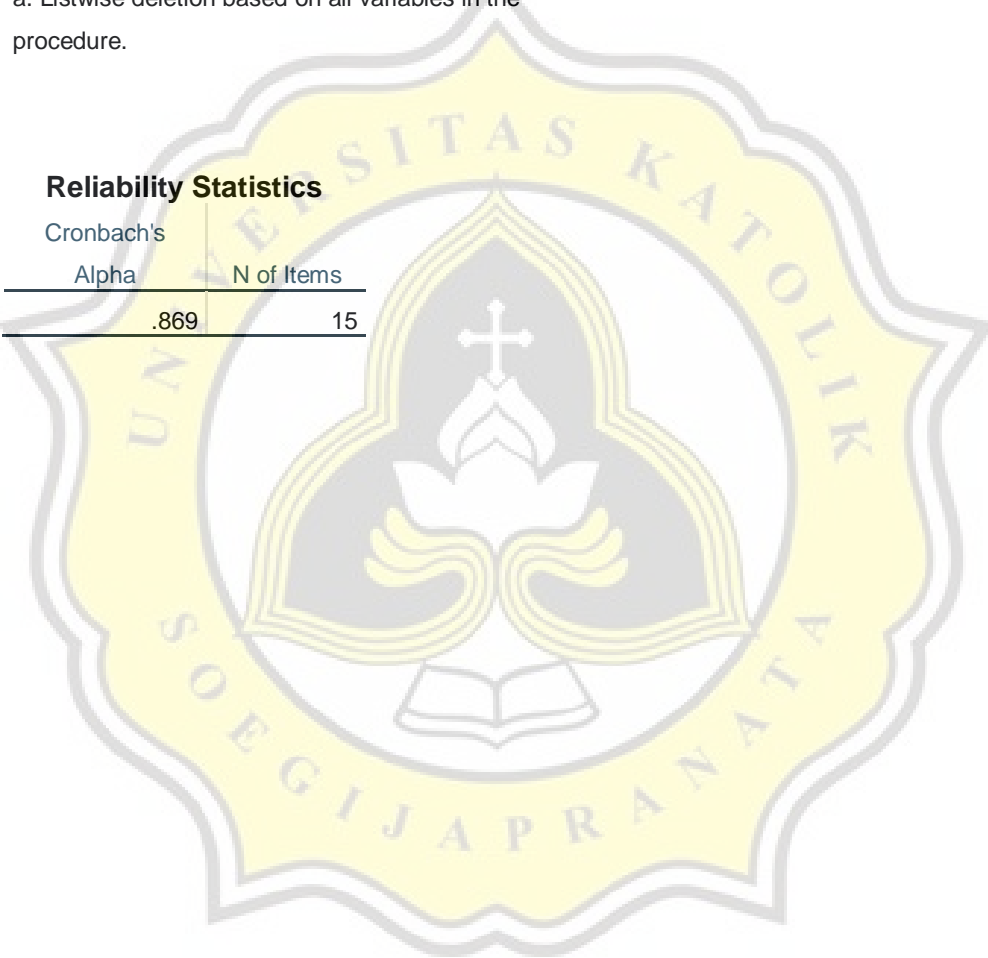 a. Listwise deletion based on all variables in the
procedure.
Reliability Statistics
Cronbach's
Alpha N of Items
.869 15
UNIVERSITAS KATOLIK
SOEGIJAPRANATA